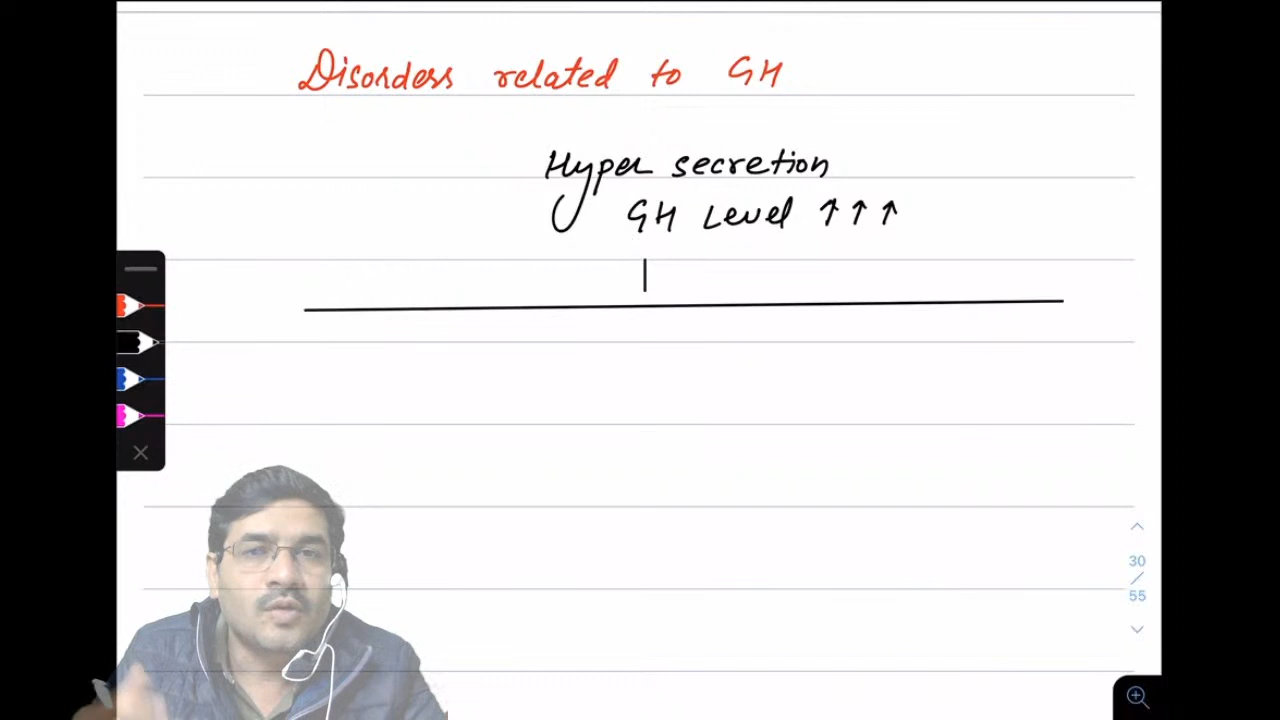 Disorders related to GH
Hyper secretion
GH Level ↑ ↑ ↑
30
/
55